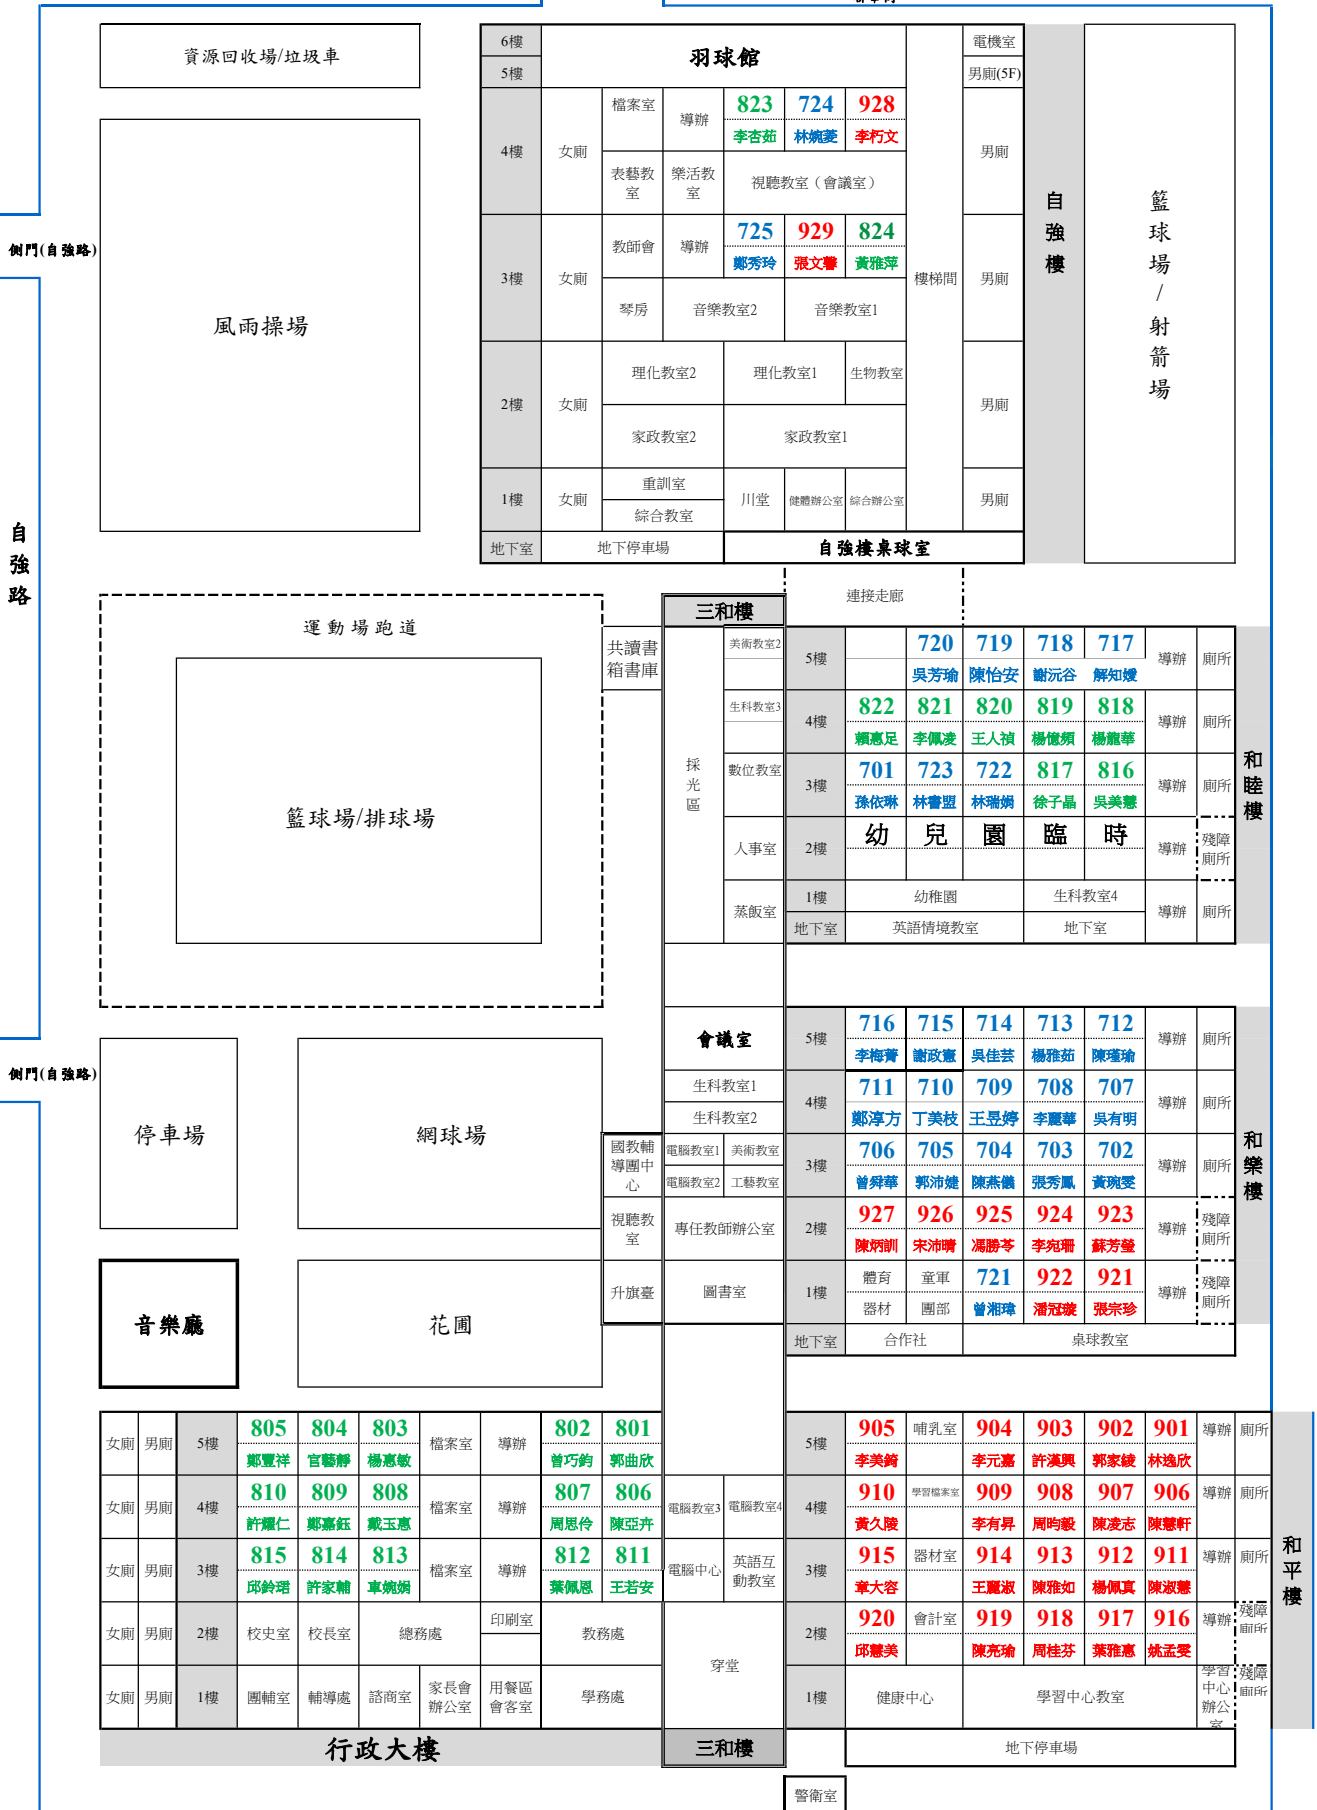 資源回收場/垃圾車
6樓 羽球館 電機室
5樓 男廁(5F)
檔案室 導辦 823 724 928
李杏茹 林婉菱 李杇文
4樓 女廁 男廁
表藝教室 樂活教室 視聽教室（會議室）
自強樓
籃球場/射箭場
側門(自強路)
風雨操場
教師會 導辦 725 929 824
鄭秀玲 張文馨 黃雅萍
3樓 女廁 樓梯間 男廁
琴房 音樂教室2 音樂教室1
理化教室2 理化教室1 生物教室
2樓 女廁 男廁
家政教室2 家政教室1
重訓室
1樓 女廁 川堂 健體辦公室 綜合辦公室 男廁
綜合教室
地下室 地下停車場 自強樓桌球室
自強路
連接走廊
三和樓
運動場跑道
籃球場/排球場
共讀書箱書庫
採光區
美術教室2 5樓 720 719 718 717 導辦 廁所
吳芳瑜 陳怡安 謝沅谷 解知嬡
生科教室3 4樓 822 821 820 819 818 導辦 廁所
賴惠足 李佩凌 王人禎 楊憶頻 楊龍華
數位教室 3樓 701 723 722 817 816 導辦 廁所
孫依琳 林書盟 林瑞娟 徐子晶 吳美慧
和睦樓
人事室 2樓 幼 兒 園 臨 時 導辦 殘障廁所
蒸飯室 1樓 幼稚園 生科教室4 導辦 廁所
地下室 英語情境教室 地下室
會議室 5樓 716 715 714 713 712 導辦 廁所
李梅菁 謝政憲 吳佳芸 楊雅茹 陳瑾瑜
側門(自強路)
停車場
網球場
生科教室1 4樓 711 710 709 708 707 導辦 廁所
生科教室2 鄭淳方 丁美枝 王昱婷 李麗華 吳有明
國教輔導團中心 電腦教室1 美術教室 3樓 706 705 704 703 702 導辦 廁所
電腦教室2 工藝教室 曾舜華 郭沛婕 陳燕儀 張秀鳳 黃琬雯
和樂樓
視聽教室 專任教師辦公室 2樓 927 926 925 924 923 導辦 殘障廁所
陳炳訓 宋沛晴 馮勝苓 李宛珊 蘇芳瑩
音樂廳
花圃
升旗臺 圖書室 1樓 體育 童軍 721 922 921 導辦 殘障廁所
器材 團部 曾湘瑋 潘冠璇 張宗珍
地下室 合作社 桌球教室
女廁 男廁 5樓 805 804 803 檔案室 導辦 802 801 5樓 905 哺乳室 904 903 902 901 導辦 廁所
鄭豐祥 官藝靜 楊惠敏 曾巧鈞 郭曲欣 李美錡 李元嘉 許漢興 郭家綾 林逸欣
女廁 男廁 4樓 810 809 808 檔案室 導辦 807 806 電腦教室3 電腦教室4 4樓 910 學習檔案室 909 908 907 906 導辦 廁所
許耀仁 鄭嘉鈺 戴玉惠 周思伶 陳亞卉 黃久陵 李有昇 周昀毅 陳凌志 陳慧軒
女廁 男廁 3樓 815 814 813 檔案室 導辦 812 811 電腦中心 英語互動教室 3樓 915 器材室 914 913 912 911 導辦 廁所
邱鈴珺 許家輔 車婉娟 葉佩恩 王若安 章大容 王麗淑 陳雅如 楊佩真 陳淑慧
和平樓
女廁 男廁 2樓 校史室 校長室 總務處 印刷室 教務處 2樓 920 會計室 919 918 917 916 導辦 殘障廁所
邱慧美 陳亮瑜 周桂芬 葉雅惠 姚孟雯
穿堂
女廁 男廁 1樓 團輔室 輔導處 諮商室 家長會辦公室 用餐區會客室 學務處 1樓 健康中心 學習中心教室 學習中心辦公室 殘障廁所
行政大樓 三和樓 地下停車場
警衛室